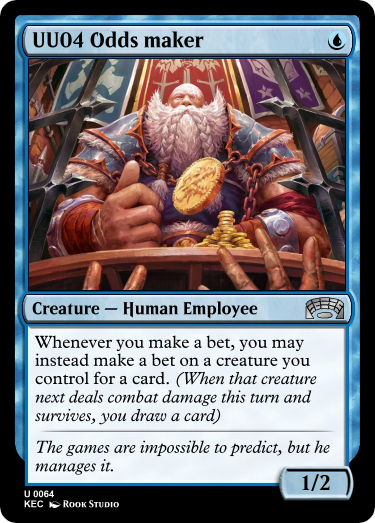 UU04 Odds maker
Creature — Human Employee
Whenever you make a bet, you may
instead make a bet on a creature you
control for a card. (When that creature
next deals combat damage this turn and
survives, you draw a card)
The games are impossible to predict, but he
manages it.
1/2
U 0064
KEC Rook Studio